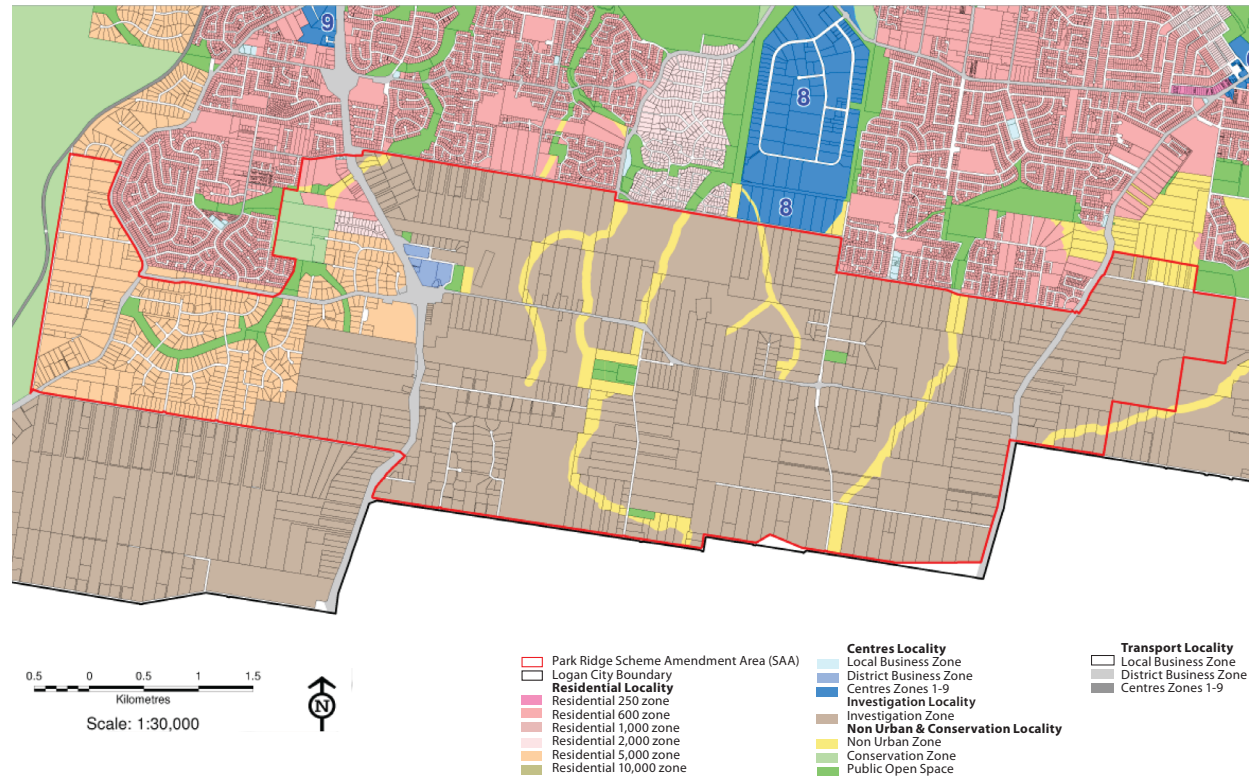 9
8
8
0.5 0 0.5 1 1.5
Kilometres
Scale: 1:30,000
N
Park Ridge Scheme Amendment Area (SAA)
Logan City Boundary
Residential Locality
Residential 250 zone
Residential 600 zone
Residential 1,000 zone
Residential 2,000 zone
Residential 5,000 zone
Residential 10,000 zone
Centres Locality
Local Business Zone
District Business Zone
Centres Zones 1-9
Investigation Locality
Investigation Zone
Non Urban & Conservation Locality
Non Urban Zone
Conservation Zone
Public Open Space
Transport Locality
Local Business Zone
District Business Zone
Centres Zones 1-9